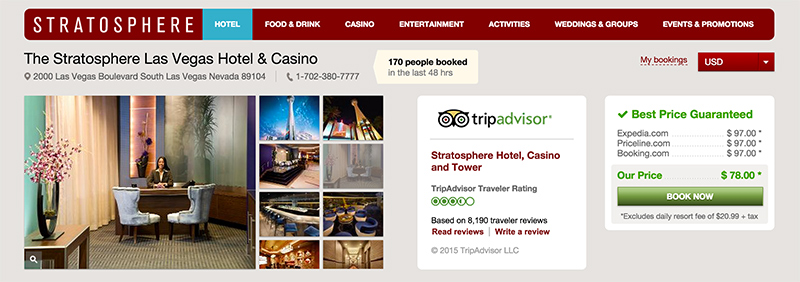 STRATOSPHERE
HOTEL
FOOD & DRINK
CASINO
ENTERTAINMENT
ACTIVITIES
WEDDINGS & GROUPS
EVENTS & PROMOTIONS
The Stratosphere Las Vegas Hotel & Casino
2000 Las Vegas Boulevard South Las Vegas Nevada 89104 | 1-702-380-7777
170 people booked
in the last 48 hrs
My bookings
USD
tripadvisor®
Stratosphere Hotel, Casino
and Tower
TripAdvisor Traveler Rating
Based on 8,190 traveler reviews
Read reviews | Write a review
© 2015 TripAdvisor LLC
Best Price Guaranteed
Expedia.com $ 97.00 *
Priceline.com $ 97.00 *
Booking.com $ 97.00 *
Our Price $ 78.00 *
BOOK NOW
*Excludes daily resort fee of $20.99 + tax